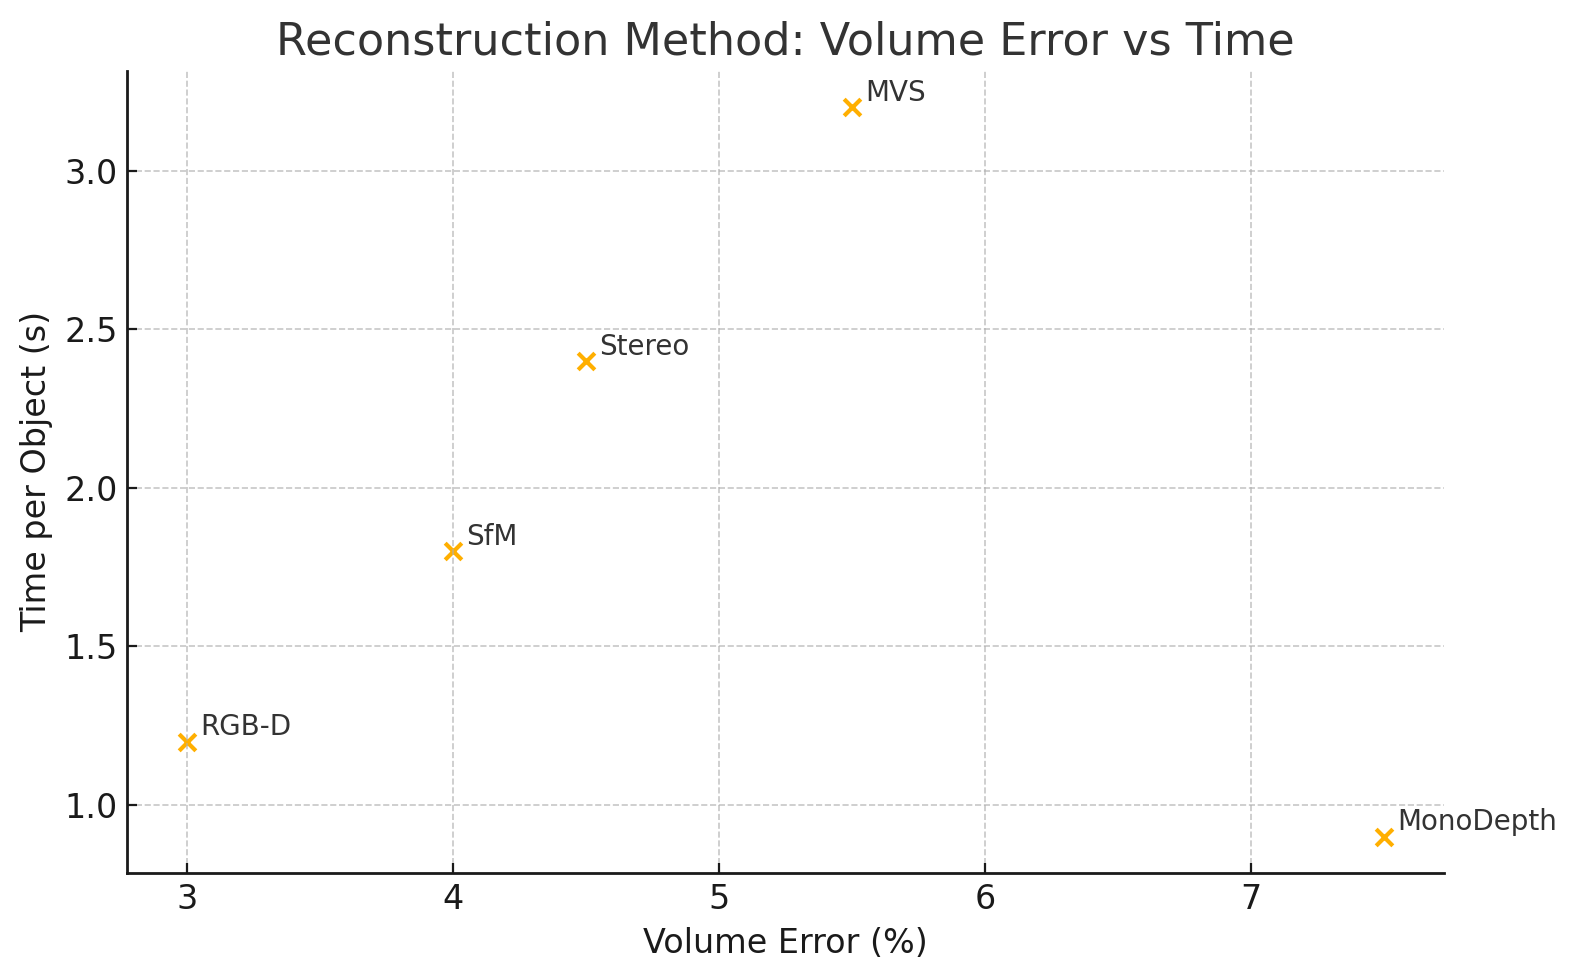 Reconstruction Method: Volume Error vs Time
MVS
3.0
2.5
Stereo
2.0
SfM
1.5
RGB-D
1.0
MonoDepth
3 4 5 6 7
Volume Error (%)
Time per Object (s)